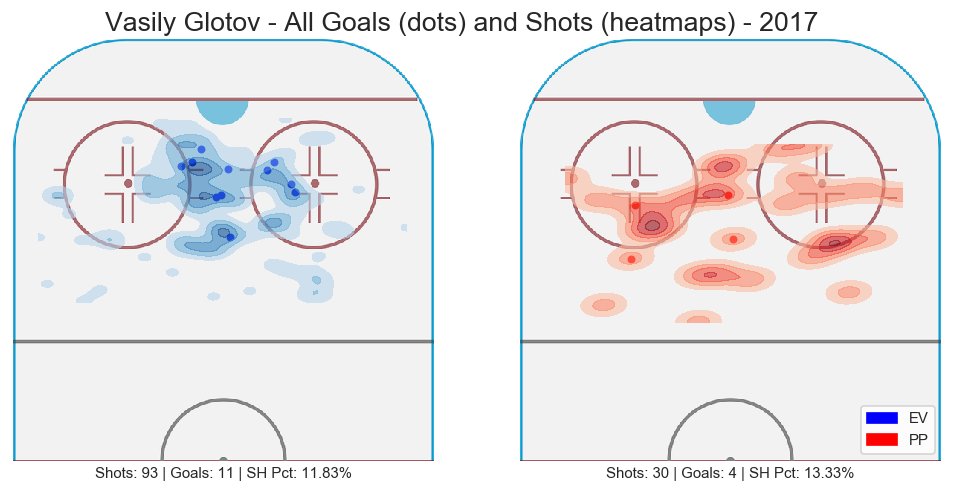 Vasily Glotov - All Goals (dots) and Shots (heatmaps) - 2017
EV
PP
Shots: 93 | Goals: 11 | SH Pct: 11.83%
Shots: 30 | Goals: 4 | SH Pct: 13.33%